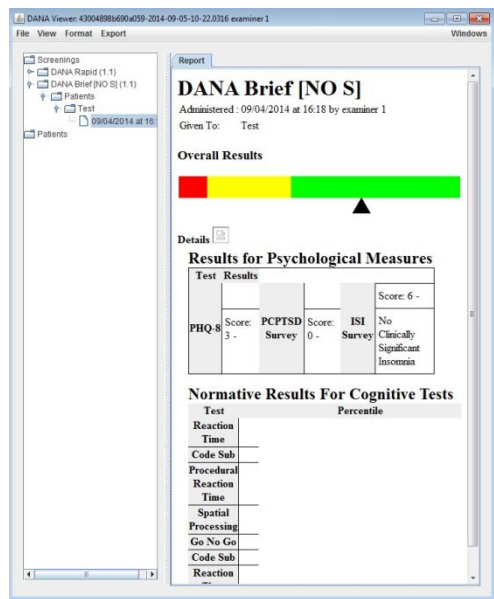 DANA Viewer: 43004898b690a059-2014-09-05-10-22.0316 examiner1
File View Format Export Windows
Screenings
DANA Rapid (1.1)
DANA Brief [NO S] (1.1)
Patients
Test
09/04/2014 at 16:
Patients
Report
DANA Brief [NO S]
Administered : 09/04/2014 at 16:18 by examiner 1
Given To: Test
Overall Results
Details
Results for Psychological Measures
Test Results
PHQ-8
Score:
3 -
PCPTSD
Survey
Score:
0 -
ISI
Survey
Score: 6 -
No
Clinically
Significant
Insomnia
Normative Results For Cognitive Tests
Test Percentile
Reaction
Time
Code Sub
Procedural
Reaction
Time
Spatial
Processing
Go No Go
Code Sub
Reaction